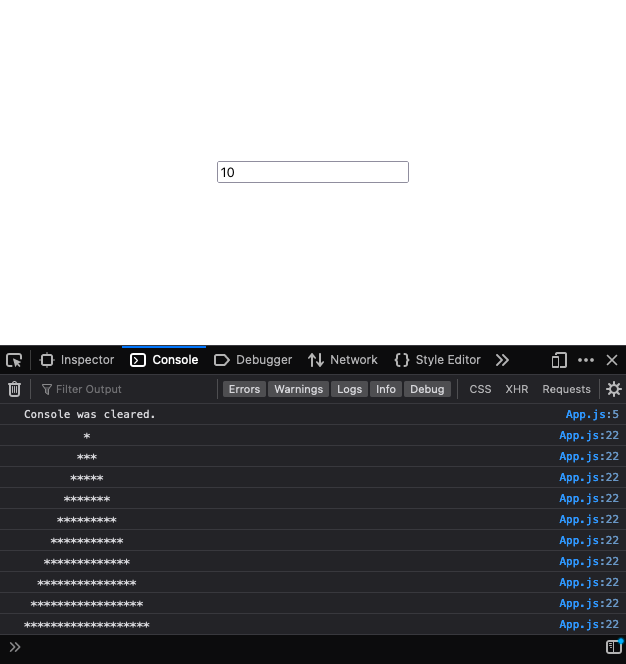 10
Inspector Console Debugger Network Style Editor
Filter Output Errors Warnings Logs Info Debug CSS XHR Requests
Console was cleared. App.js:5
* App.js:22
*** App.js:22
***** App.js:22
******* App.js:22
********* App.js:22
*********** App.js:22
************* App.js:22
*************** App.js:22
***************** App.js:22
******************* App.js:22